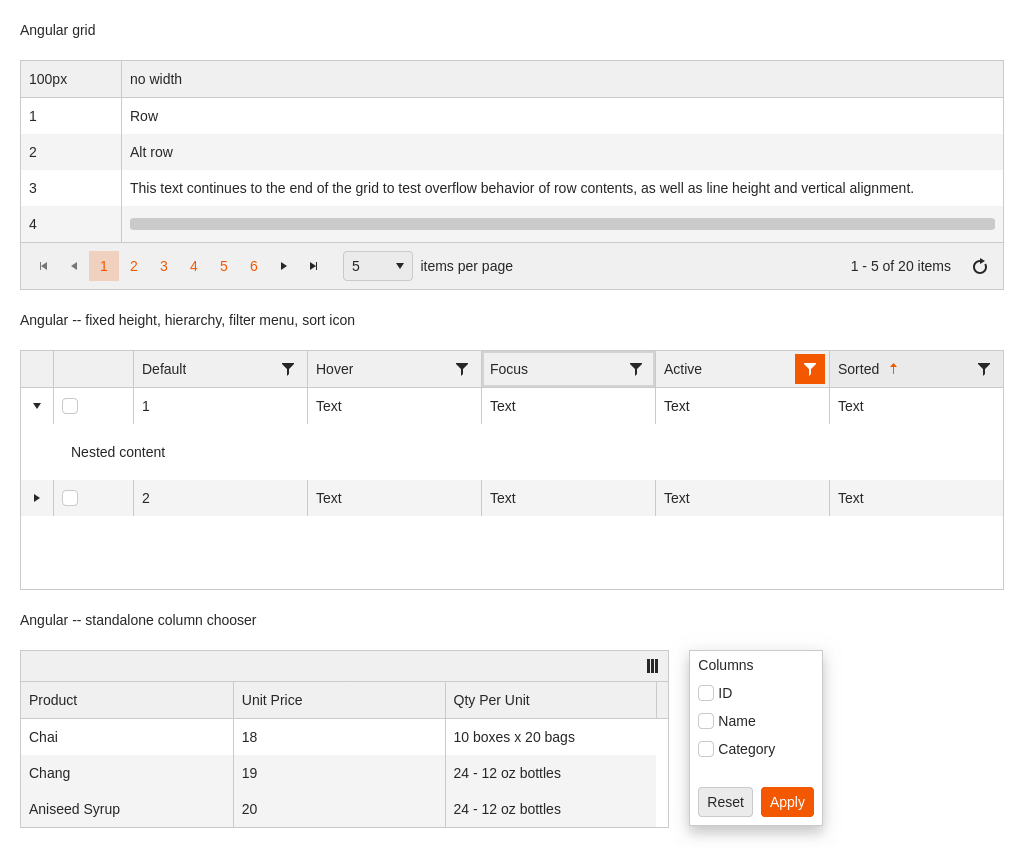 Angular grid
100px no width
1 Row
2 Alt row
3 This text continues to the end of the grid to test overflow behavior of row contents, as well as line height and vertical alignment.
4
1 2 3 4 5 6 5 items per page 1 - 5 of 20 items
Angular -- fixed height, hierarchy, filter menu, sort icon
Default Hover Focus Active Sorted
1 Text Text Text Text
Nested content
2 Text Text Text Text
Angular -- standalone column chooser
Product Unit Price Qty Per Unit
Chai 18 10 boxes x 20 bags
Chang 19 24 - 12 oz bottles
Aniseed Syrup 20 24 - 12 oz bottles
Columns
ID
Name
Category
Reset Apply